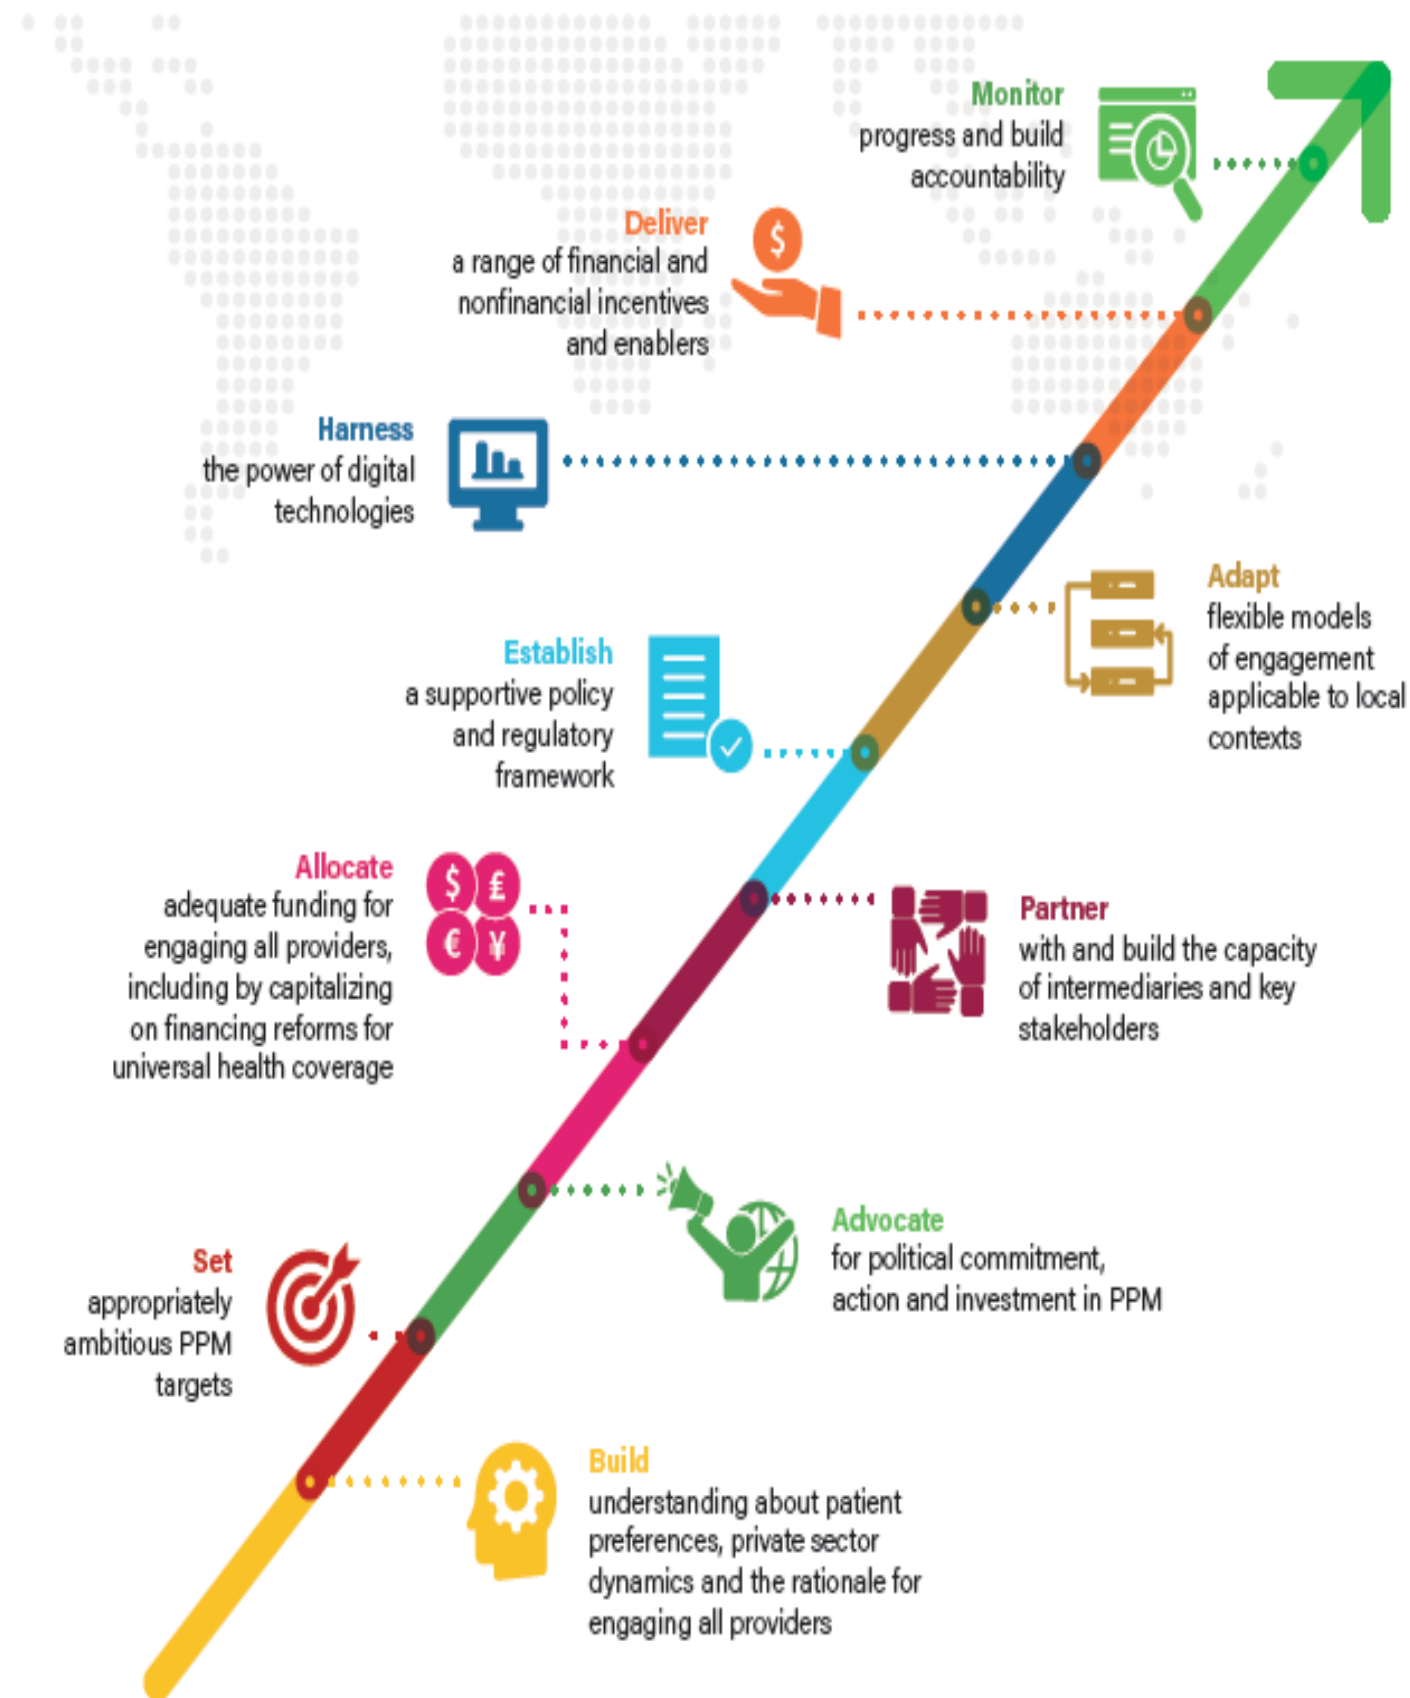 Monitor
progress and build
accountability
Deliver
a range of financial and
nonfinancial incentives
and enablers
$
Harness
the power of digital
technologies
Adapt
flexible models
of engagement
applicable to local
contexts
Establish
a supportive policy
and regulatory
framework
Allocate
adequate funding for
engaging all providers,
including by capitalizing
on financing reforms for
universal health coverage
$ £
€ ¥
Partner
with and build the capacity
of intermediaries and key
stakeholders
Advocate
for political commitment,
action and investment in PPM
Set
appropriately
ambitious PPM
targets
Build
understanding about patient
preferences, private sector
dynamics and the rationale for
engaging all providers